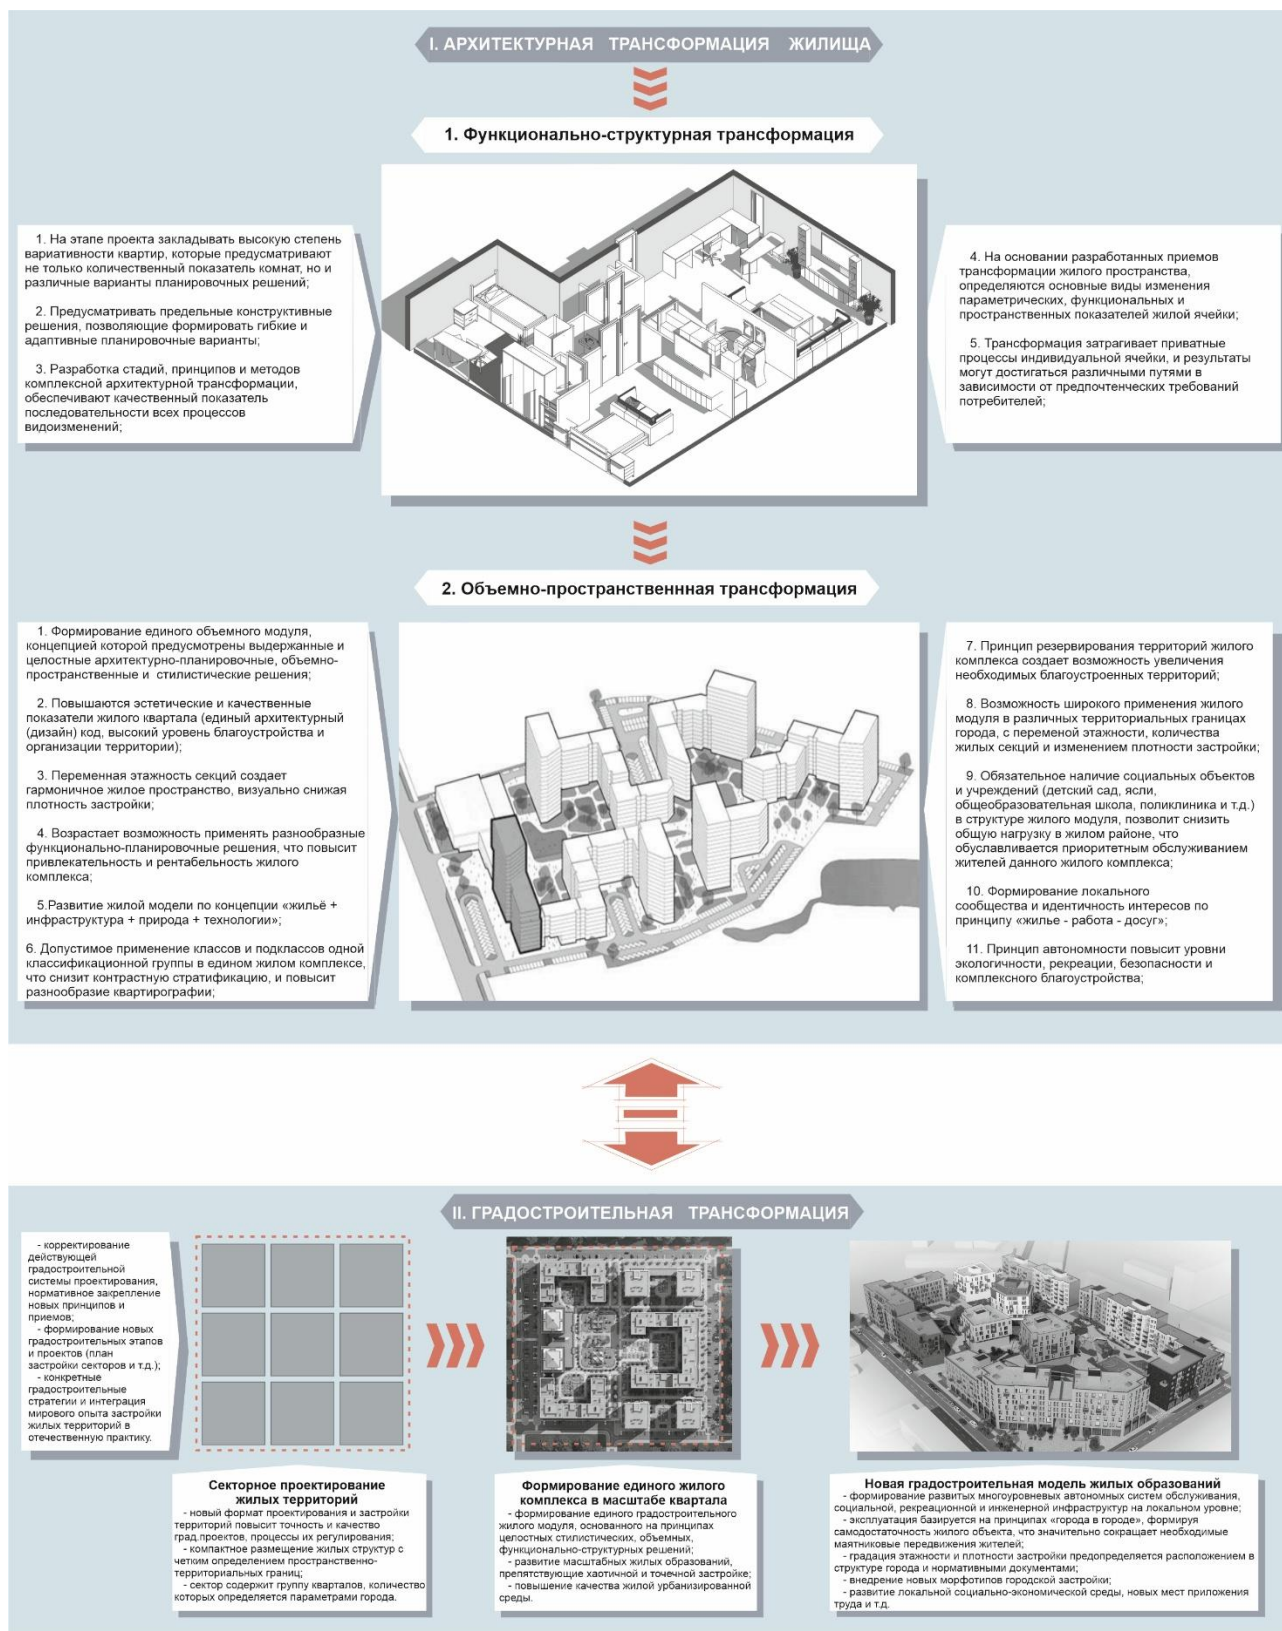 I. АРХИТЕКТУРНАЯ ТРАНСФОРМАЦИЯ ЖИЛИЩА
1. Функционально-структурная трансформация
1. На этапе проекта закладывать высокую степень
вариативности квартир, которые предусматривают
не только количественный показатель комнат, но и
различные варианты планировочных решений;
2. Предусматривать предельные конструктивные
решения, позволяющие формировать гибкие и
адаптивные планировочные варианты;
3. Разработка стадий, принципов и методов
комплексной архитектурной трансформации,
обеспечивают качественный показатель
последовательности всех процессов
видоизменений;
4. На основании разработанных приемов
трансформации жилого пространства,
определяются основные виды изменения
параметрических, функциональных и
пространственных показателей жилой ячейки;
5. Трансформация затрагивает приватные
процессы индивидуальной ячейки, и результаты
могут достигаться различными путями в
зависимости от предпочтенческих требований
потребителей;
2. Объемно-пространственнная трансформация
1. Формирование единого объемного модуля,
концепцией которой предусмотрены выдержанные и
целостные архитектурно-планировочные, объемно-
пространственные и стилистические решения;
2. Повышаются эстетические и качественные
показатели жилого квартала (единый архитектурный
(дизайн) код, высокий уровень благоустройства и
организации территории);
3. Переменная этажность секций создает
гармоничное жилое пространство, визуально снижая
плотность застройки;
4. Возрастает возможность применять разнообразные
функционально-планировочные решения, что повысит
привлекательность и рентабельность жилого
комплекса;
5.Развитие жилой модели по концепции «жильё +
инфраструктура + природа + технологии»;
6. Допустимое применение классов и подклассов одной
классификационной группы в едином жилом комплексе,
что снизит контрастную стратификацию, и повысит
разнообразие квартирографии;
7. Принцип резервирования территорий жилого
комплекса создает возможность увеличения
необходимых благоустроенных территорий;
8. Возможность широкого применения жилого
модуля в различных территориальных границах
города, с переменой этажности, количества
жилых секций и изменением плотности застройки;
9. Обязательное наличие социальных объектов
и учреждений (детский сад, ясли,
общеобразовательная школа, поликлиника и т.д.)
в структуре жилого модуля, позволит снизить
общую нагрузку в жилом районе, что
обуславливается приоритетным обслуживанием
жителей данного жилого комплекса;
10. Формирование локального
сообщества и идентичность интересов по
принципу «жилье - работа - досуг»;
11. Принцип автономности повысит уровни
экологичности, рекреации, безопасности и
комплексного благоустройства;
II. ГРАДОСТРОИТЕЛЬНАЯ ТРАНСФОРМАЦИЯ
- корректирование
действующей
градостроительной
системы проектирования,
нормативное закрепление
новых принципов и
приемов;
- формирование новых
градостроительных этапов
и проектов (план
застройки секторов и т.д.);
- конкретные
градостроительные
стратегии и интеграция
мирового опыта застройки
жилых территорий в
отечественную практику.
Секторное проектирование
жилых территорий
- новый формат проектирования и застройки
территорий повысит точность и качество
град.проектов, процессы их регулирования;
- компактное размещение жилых структур с
четким определением пространственно-
территориальных границ;
- сектор содержит группу кварталов, количество
которых определяется параметрами города.
Формирование единого жилого
комплекса в масштабе квартала
- формирование единого градостроительного
жилого модуля, основанного на принципах
целостных стилистических, объемных,
функционально-структурных решений;
- развитие масштабных жилых образований,
препятствующие хаотичной и точечной застройке;
- повышение качества жилой урбанизированной
среды.
Новая градостроительная модель жилых образований
- формирование развитых многоуровневых автономных систем обслуживания,
социальной, рекреационной и инженерной инфраструктур на локальном уровне;
- эксплуатация базируется на принципах «города в городе», формируя
самодостаточность жилого объекта, что значительно сокращает необходимые
маятниковые передвижения жителей;
- градация этажности и плотности застройки предопределяется расположением в
структуре города и нормативными документами;
- внедрение новых морфотипов городской застройки;
- развитие локальной социально-экономической среды, новых мест приложения
труда и т.д.